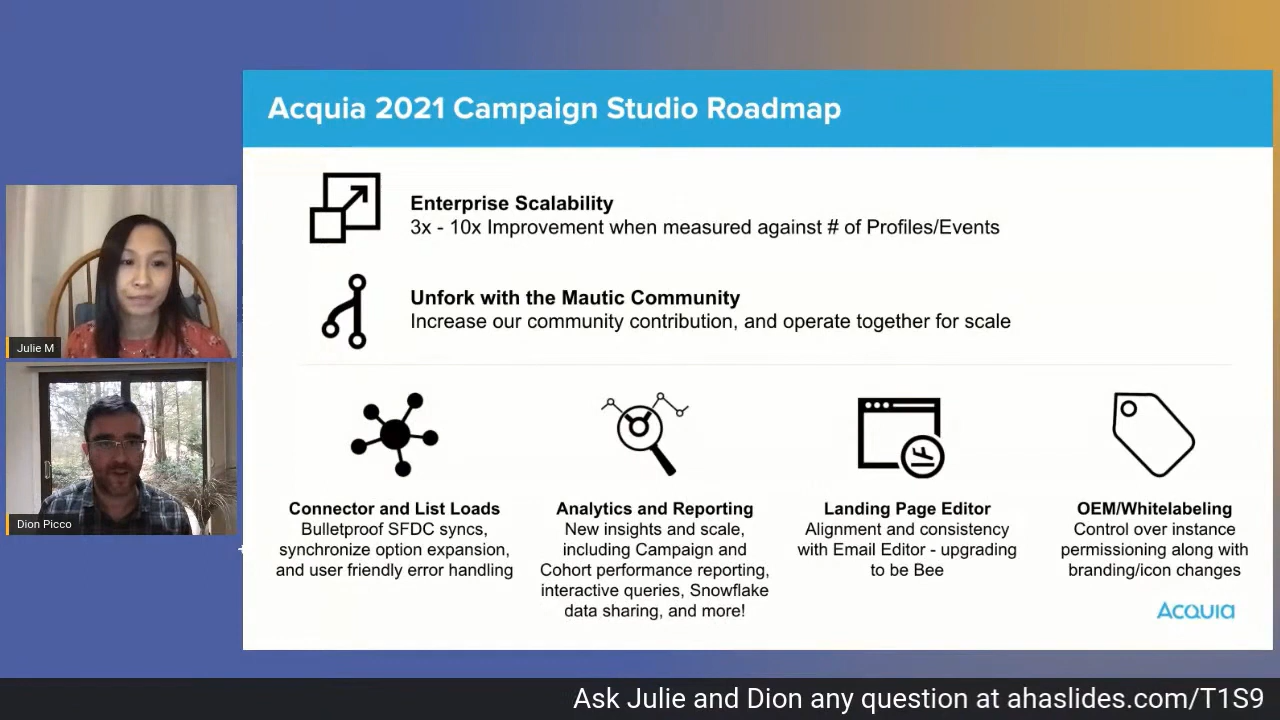 Acquia 2021 Campaign Studio Roadmap
Enterprise Scalability
3x - 10x Improvement when measured against # of Profiles/Events
Unfork with the Mautic Community
Increase our community contribution, and operate together for scale
Julie M
Dion Picco
Connector and List Loads
Bulletproof SFDC syncs,
synchronize option expansion,
and user friendly error handling
Analytics and Reporting
New insights and scale,
including Campaign and
Cohort performance reporting,
interactive queries, Snowflake
data sharing, and more!
Landing Page Editor
Alignment and consistency
with Email Editor - upgrading
to be Bee
OEM/Whitelabeling
Control over instance
permissioning along with
branding/icon changes
Acquia
Ask Julie and Dion any question at ahaslides.com/T1S9